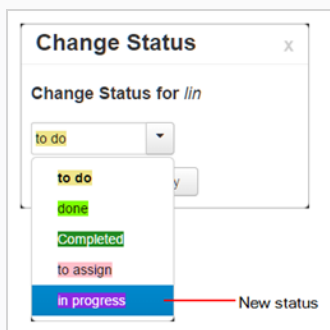 Change Status x
Change Status for lin
to do
to do
done
Completed
to assign
in progress
New status